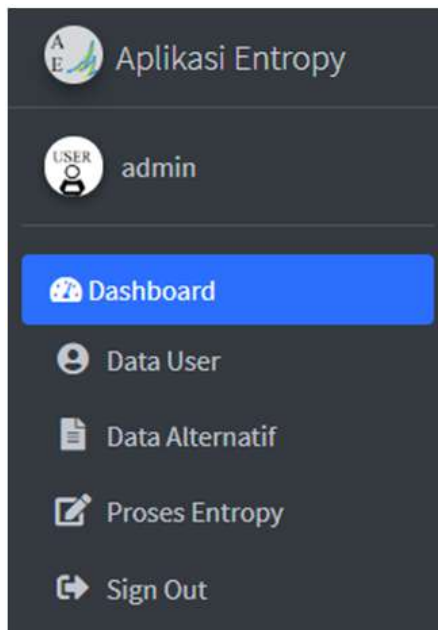 A
E
Aplikasi Entropy
USER
admin
Dashboard
Data User
Data Alternatif
Proses Entropy
Sign Out